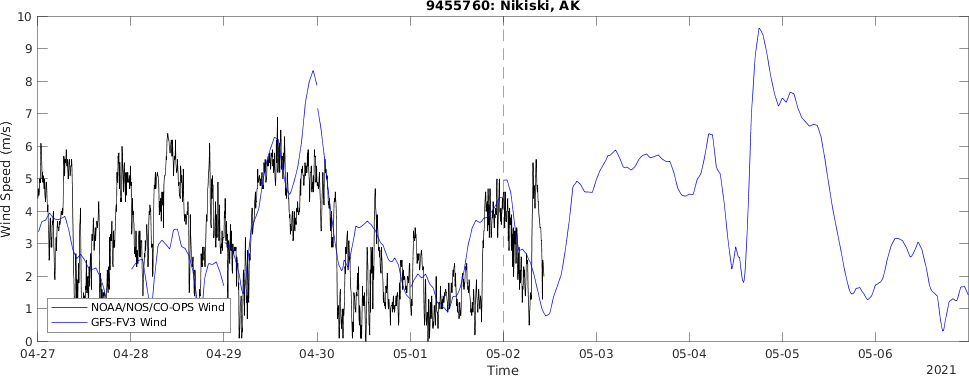 9455760: Nikiski, AK
10
9
8
7
6
5
4
3
2
1
0
Wind Speed (m/s)
NOAA/NOS/CO-OPS Wind
GFS-FV3 Wind
04-27 04-28 04-29 04-30 05-01 05-02 05-03 05-04 05-05 05-06
Time
2021